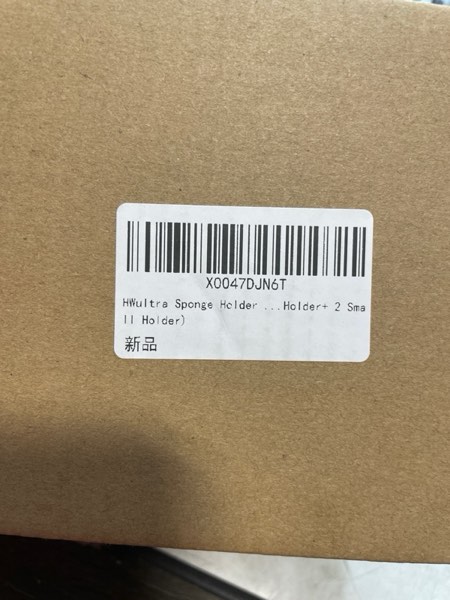 X0047DJN6T
HWultra Sponge Holder ...Holder+ 2 Sma
ll Holder)
新品